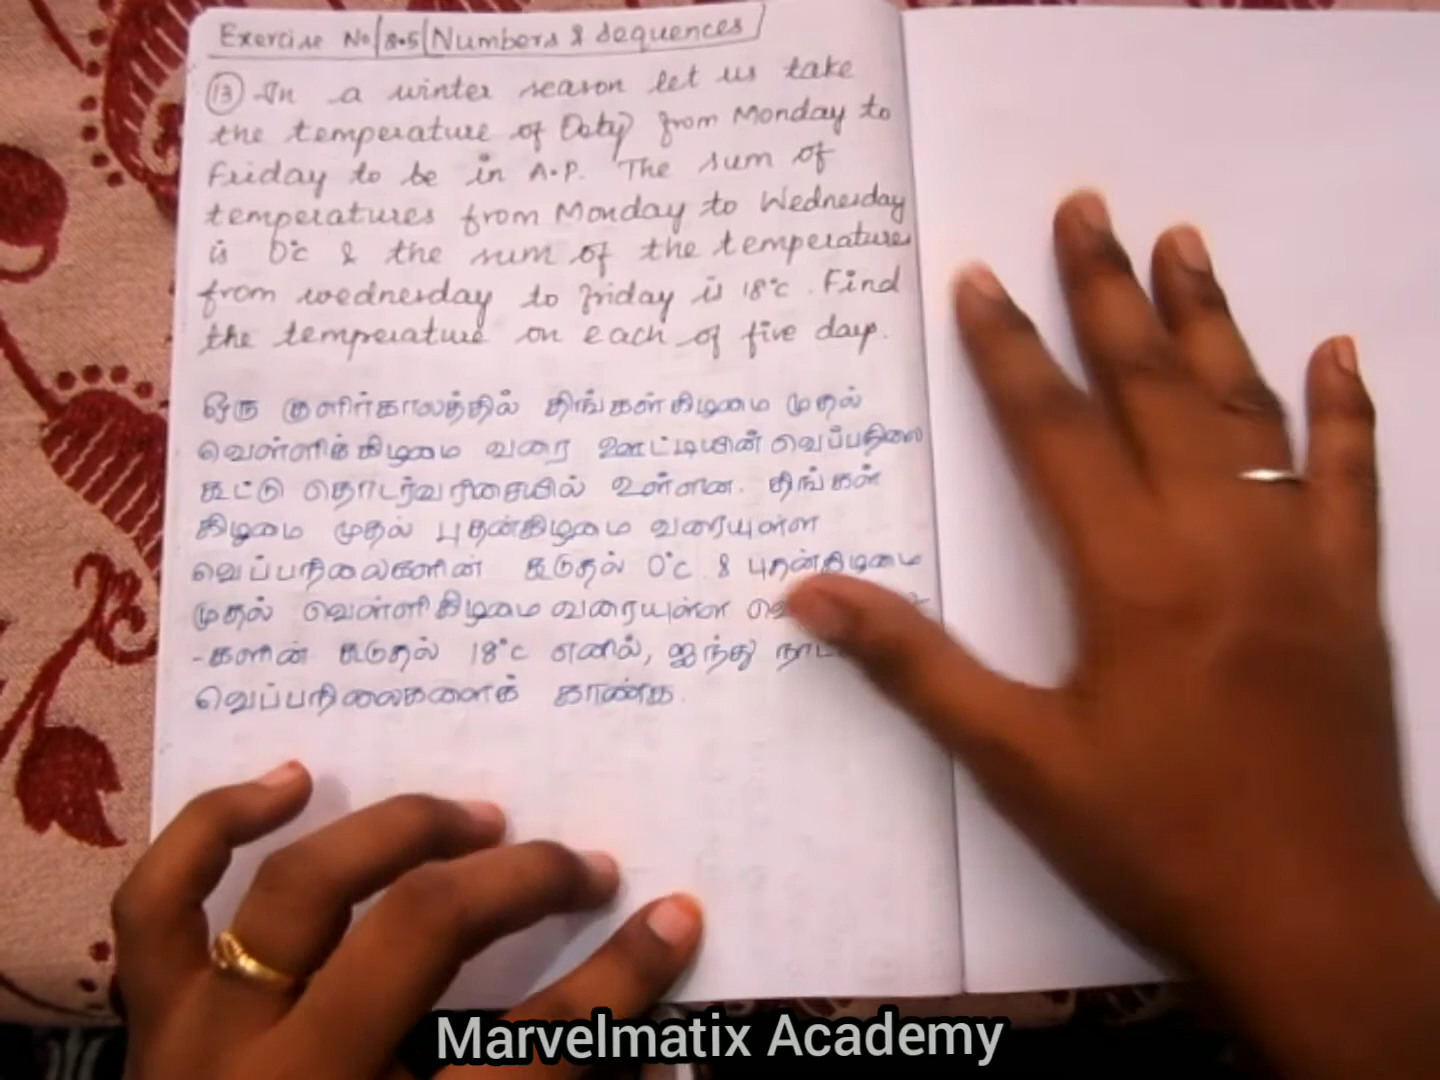 Exercise No 8.5 Numbers & sequences
13 In a winter season let us take
the temperature of Ooty from Monday to
Friday to be in A.P. The sum of
temperatures from Monday to Wednesday
is 0°c & the sum of the temperatures
from wednesday to friday is 18°c. Find
the temperature on each of five days.
ஒரு குளிர்காலத்தில் திங்கள்கிழமை முதல்
வெள்ளிக்கிழமை வரை ஊட்டியின் வெப்பநிலை
கூட்டு தொடர்வரிசையில் உள்ளன. திங்கள்
கிழமை முதல் புதன்கிழமை வரையுள்ள
வெப்பநிலைகளின் கூடுதல் 0°c & புதன்கிழமை
முதல் வெள்ளிகிழமை வரையுள்ள
-களின் கூடுதல் 18°c எனில், ஐந்து
வெப்பநிலைகளைக் காண்க.
Marvelmatix Academy